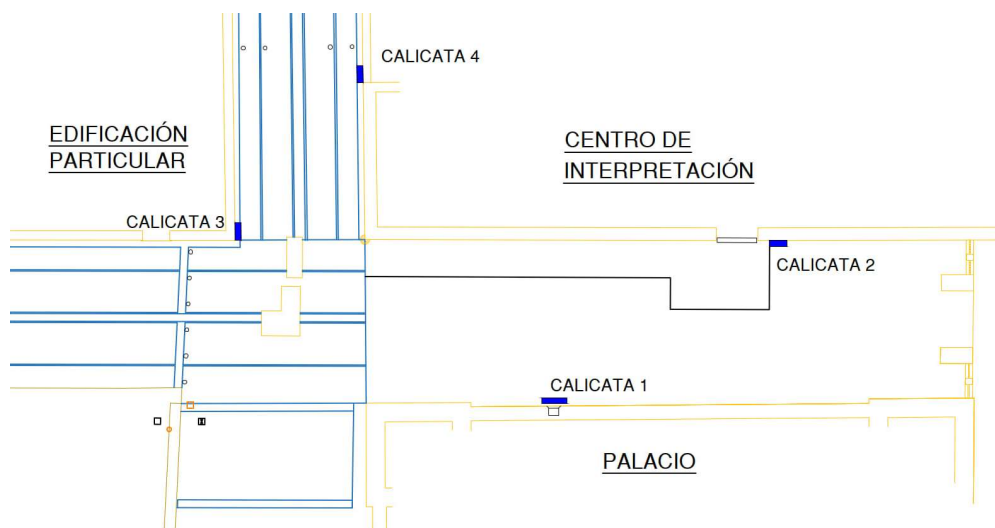 CALICATA 4
EDIFICACIÓN
PARTICULAR
CENTRO DE
INTERPRETACIÓN
CALICATA 3
CALICATA 2
CALICATA 1
PALACIO